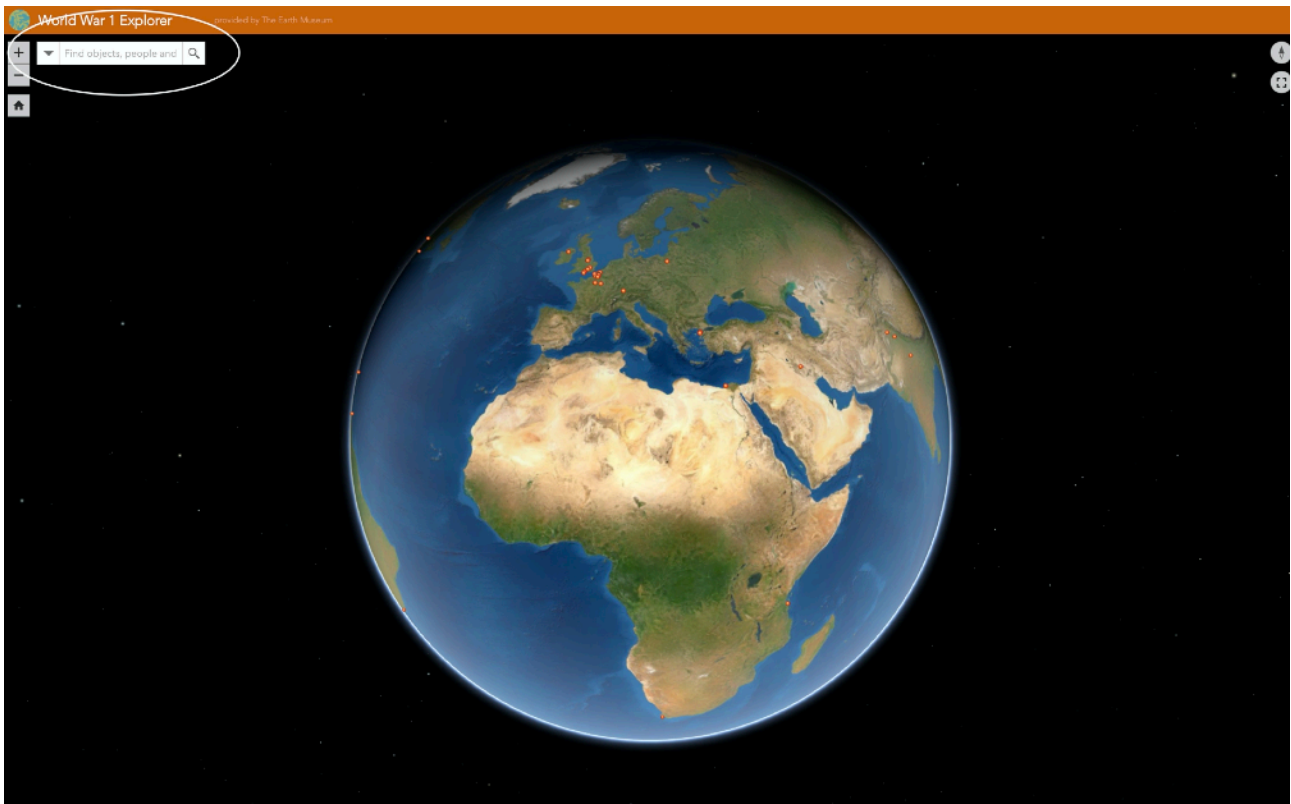 World War 1 Explorer provided by The Earth Museum
Find objects, people and